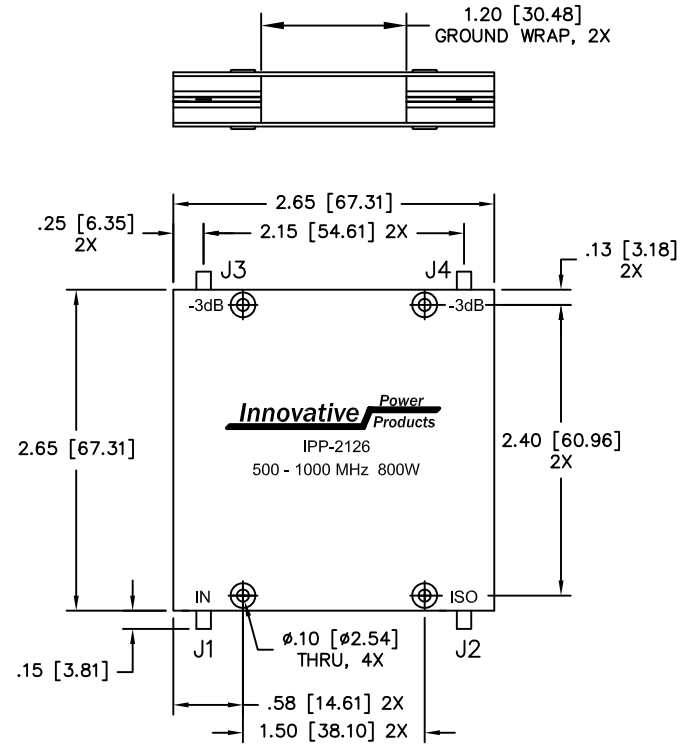 1.20 [30.48]
GROUND WRAP, 2X
2.65 [67.31]
.25 [6.35]
2X
2.15 [54.61] 2X
.13 [3.18]
2X
J3
J4
-3dB
-3dB
Innovative Power Products
IPP-2126
500 - 1000 MHz 800W
2.65 [67.31]
2.40 [60.96]
2X
IN
ISO
J1
J2
ø.10 [ø2.54]
THRU, 4X
.15 [3.81]
.58 [14.61] 2X
1.50 [38.10] 2X